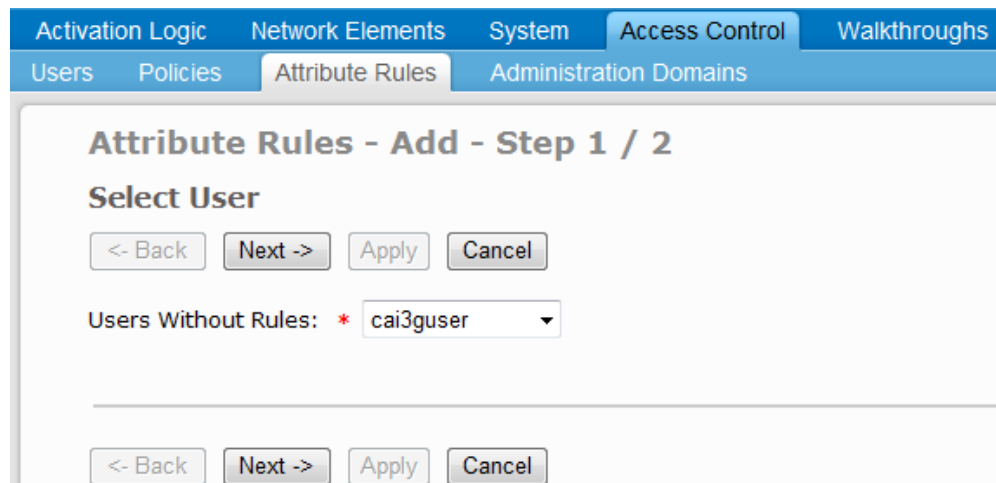 Activation Logic Network Elements System Access Control Walkthroughs
Users Policies Attribute Rules Administration Domains
Attribute Rules - Add - Step 1 / 2
Select User
<- Back Next -> Apply Cancel
Users Without Rules: * cai3guser
<- Back Next -> Apply Cancel